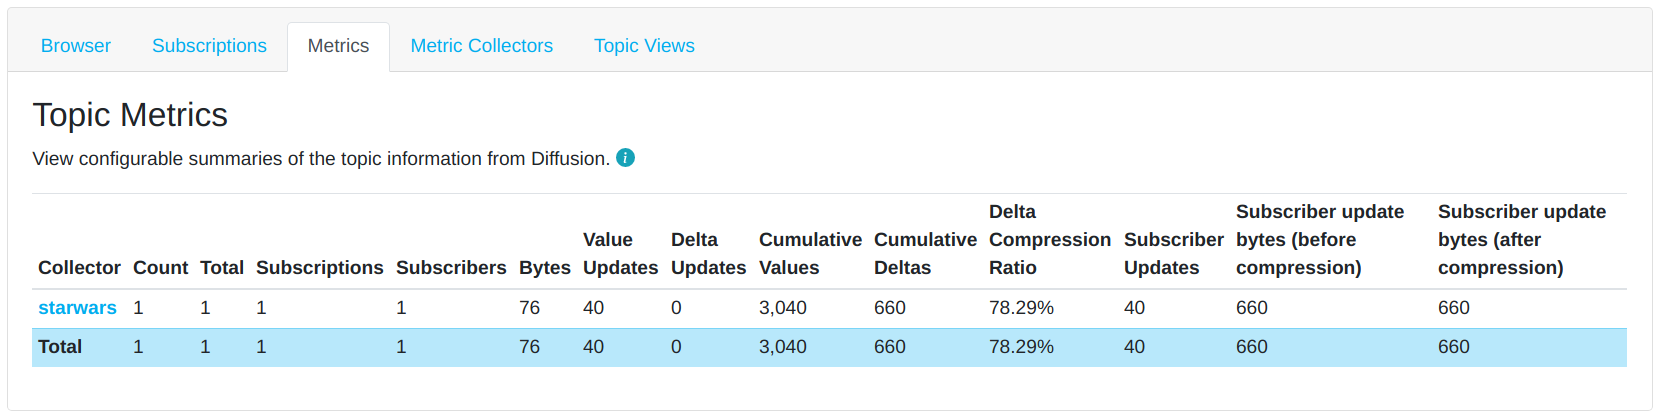 Browser Subscriptions Metrics Metric Collectors Topic Views
Topic Metrics
View configurable summaries of the topic information from Diffusion. i
Delta Subscriber update Subscriber update
Value Delta Cumulative Cumulative Compression Subscriber bytes (before bytes (after
Collector Count Total Subscriptions Subscribers Bytes Updates Updates Values Deltas Ratio Updates compression) compression)
starwars 1 1 1 1 76 40 0 3,040 660 78.29% 40 660 660
Total 1 1 1 1 76 40 0 3,040 660 78.29% 40 660 660